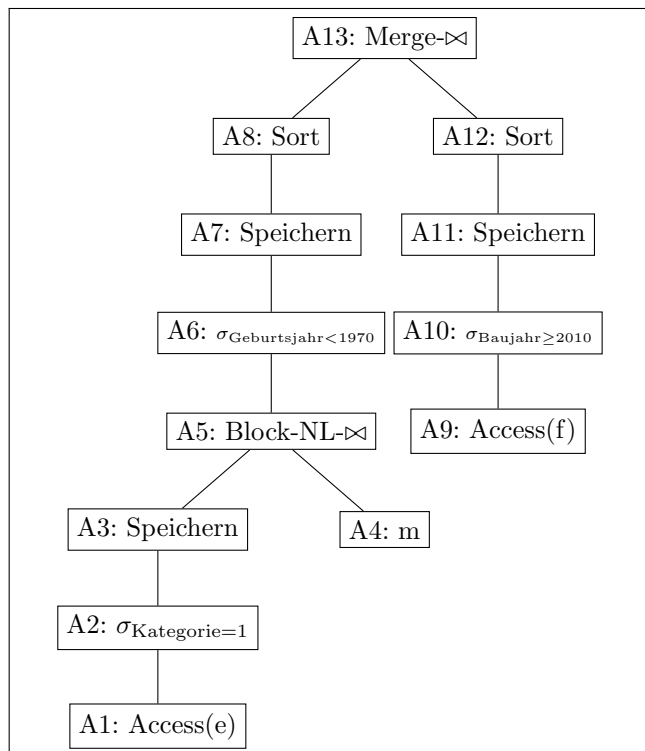 A13: Merge-⋈
A8: Sort
A12: Sort
A7: Speichern
A11: Speichern
A6: σGeburtsjahr<1970
A10: σBaujahr≥2010
A5: Block-NL-⋈
A9: Access(f)
A3: Speichern
A4: m
A2: σKategorie=1
A1: Access(e)